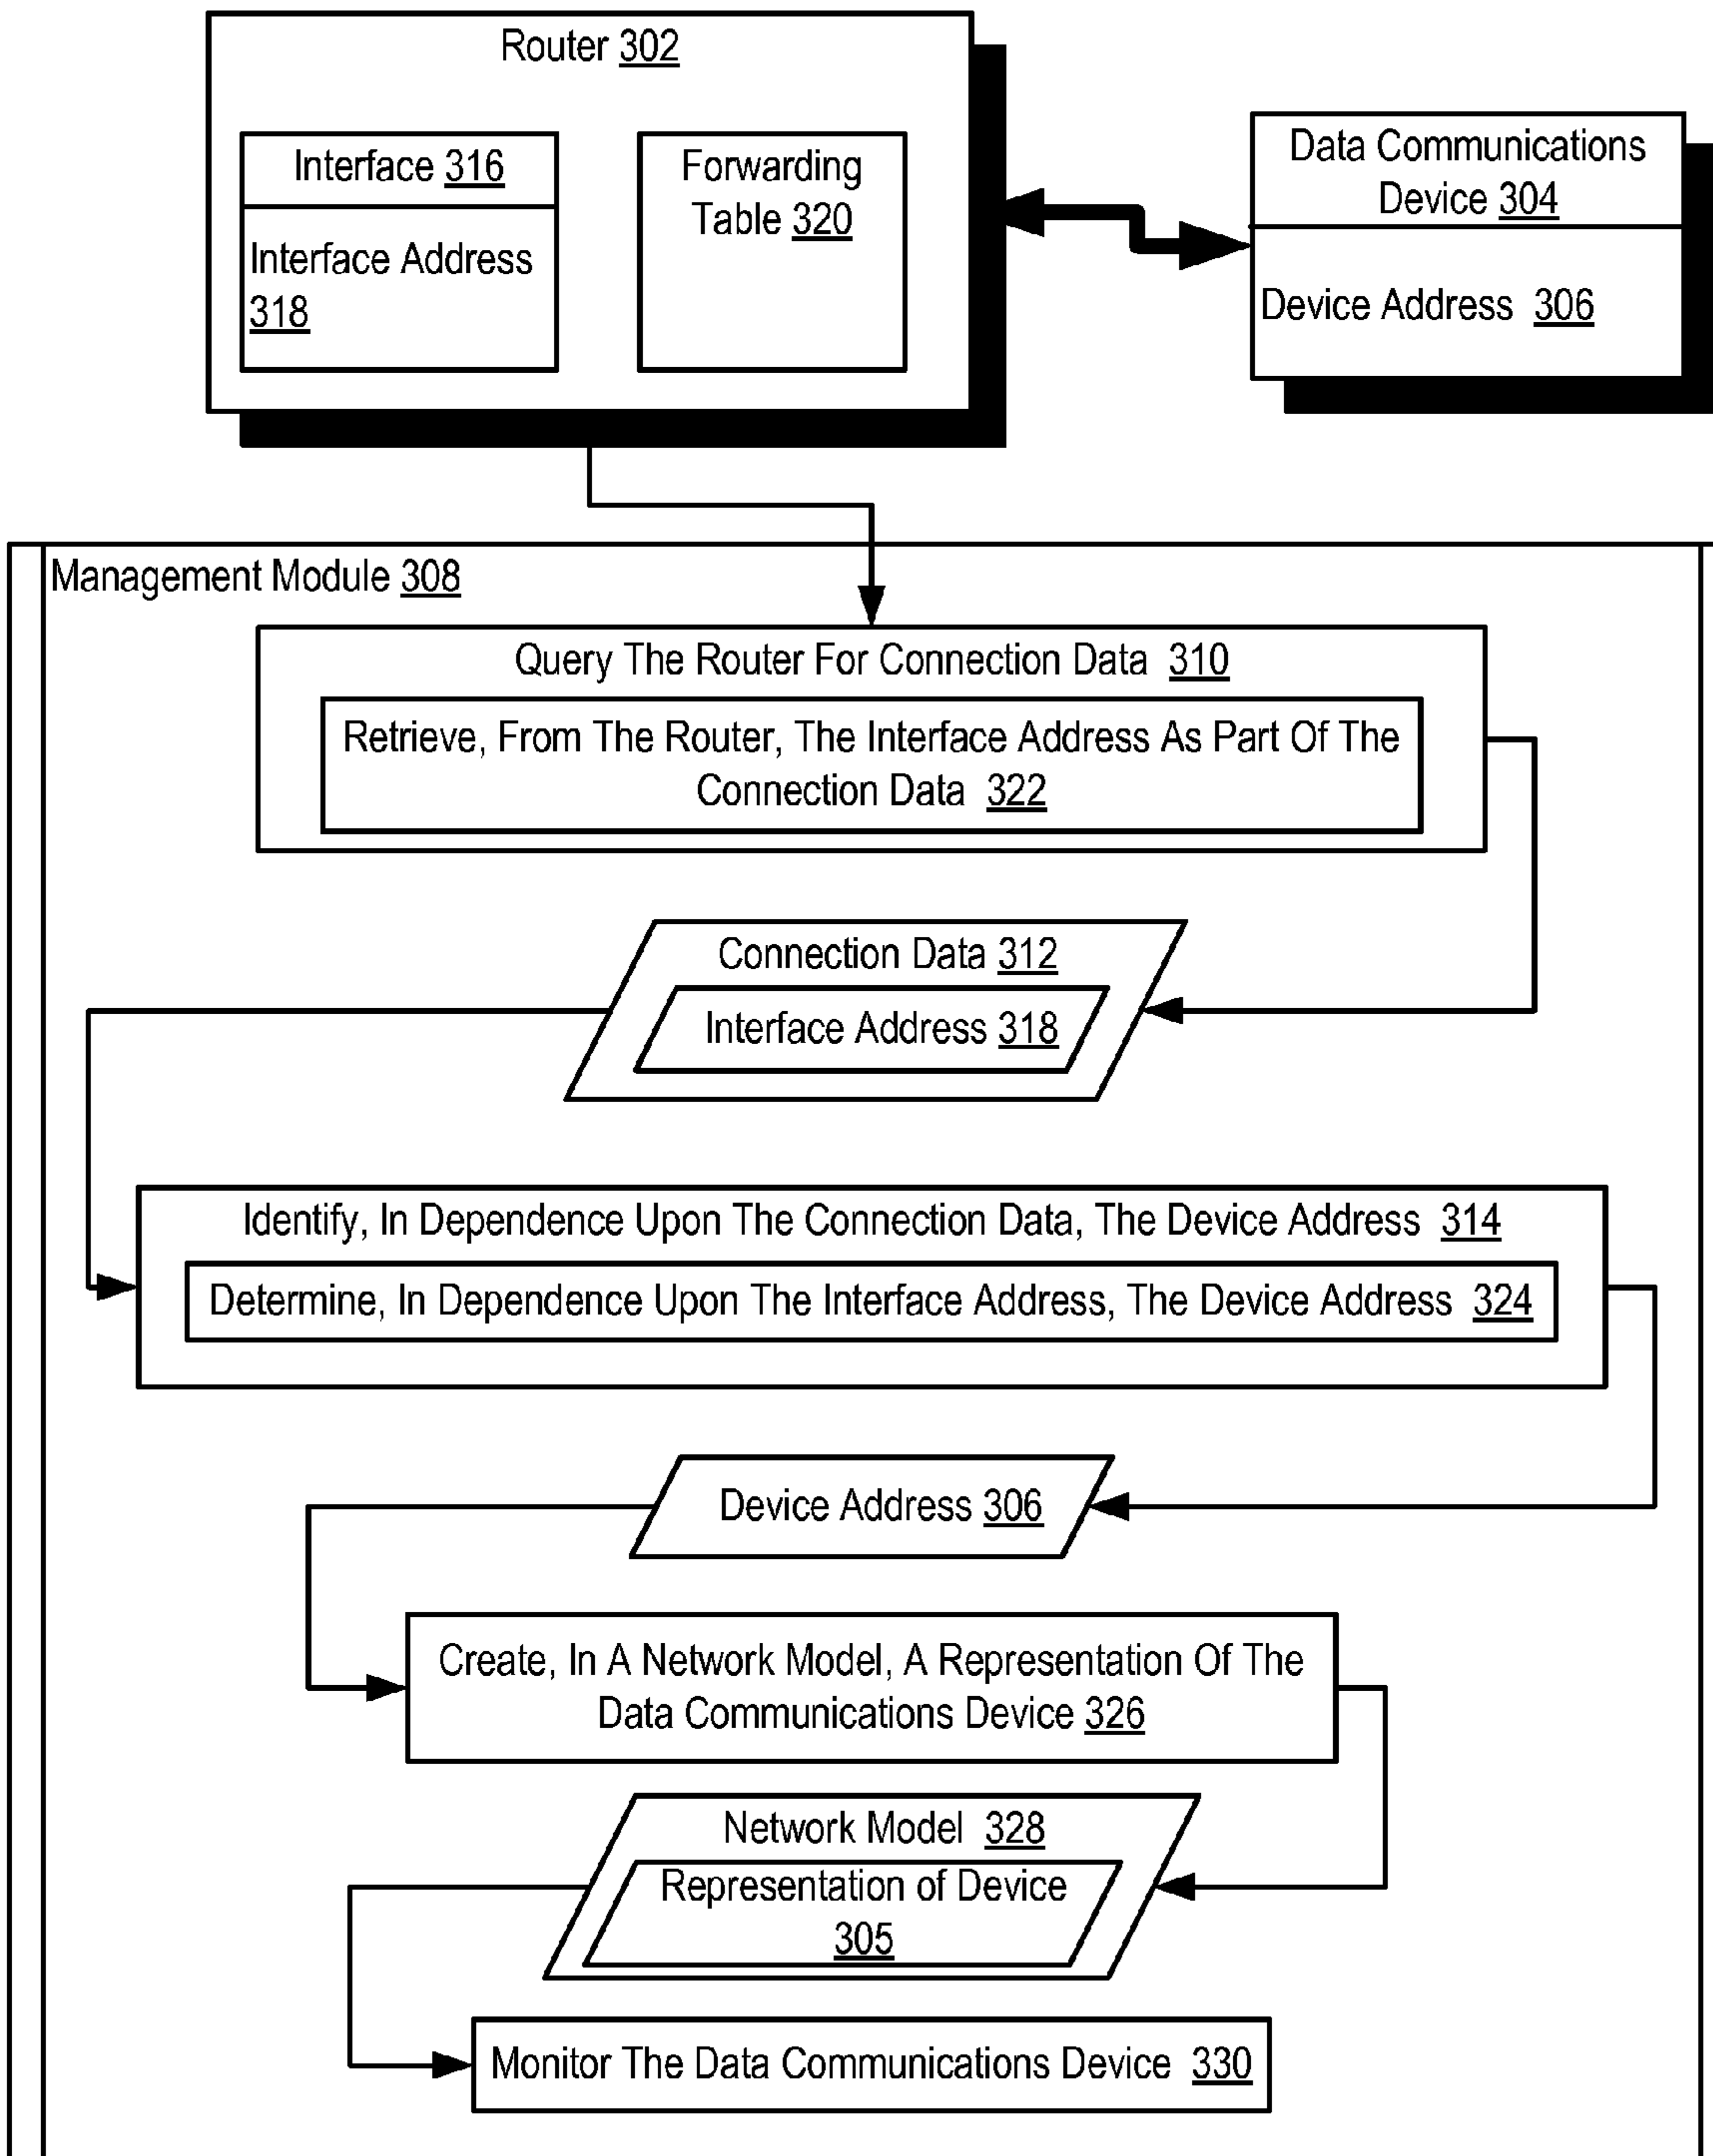 Router 302
Interface 316
Interface Address
318
Forwarding
Table 320
Data Communications
Device 304
Device Address 306
Management Module 308
Query The Router For Connection Data 310
Retrieve, From The Router, The Interface Address As Part Of The
Connection Data 322
Connection Data 312
Interface Address 318
Identify, In Dependence Upon The Connection Data, The Device Address 314
Determine, In Dependence Upon The Interface Address, The Device Address 324
Device Address 306
Create, In A Network Model, A Representation Of The
Data Communications Device 326
Network Model 328
Representation of Device
305
Monitor The Data Communications Device 330